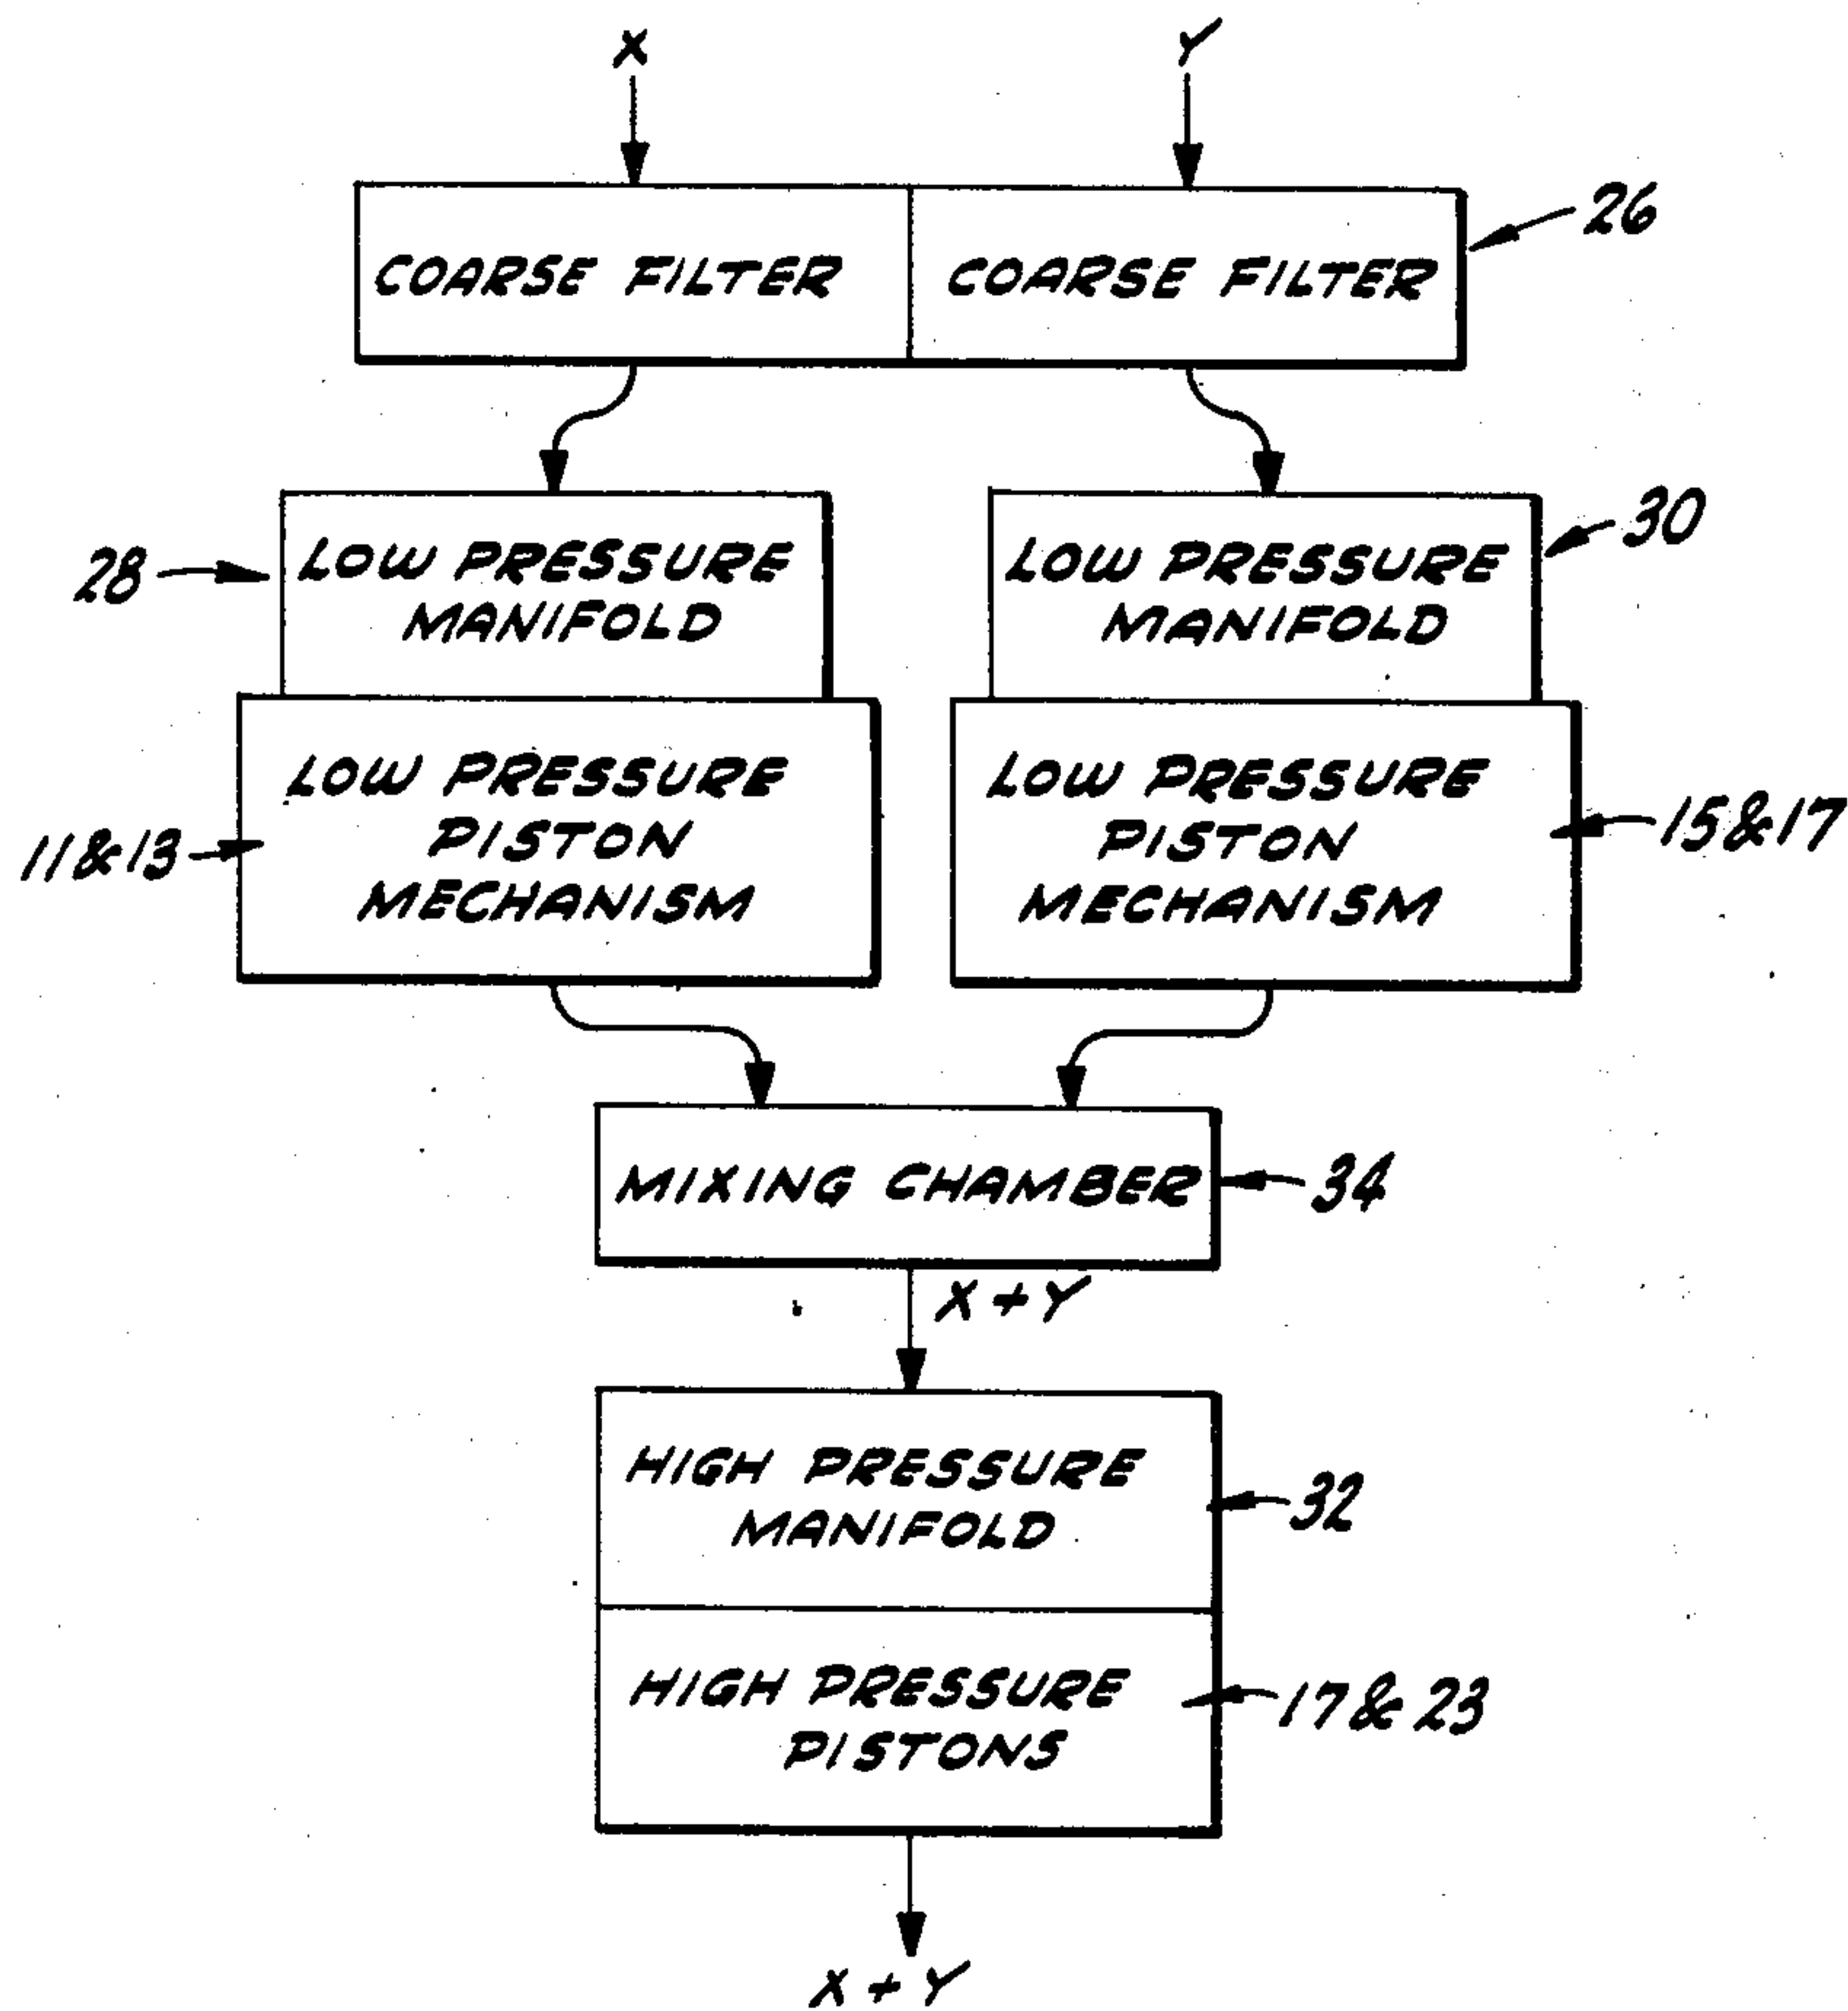 X
Y
COARSE FILTER
COARSE FILTER
26
28
LOW PRESSURE
MANIFOLD
LOW PRESSURE
MANIFOLD
30
11&13
LOW PRESSURE
PISTON
MECHANISM
LOW PRESSURE
PISTON
MECHANISM
15&17
MIXING CHAMBER
34
X+Y
HIGH PRESSURE
MANIFOLD
32
HIGH PRESSURE
PISTONS
17&23
X+Y